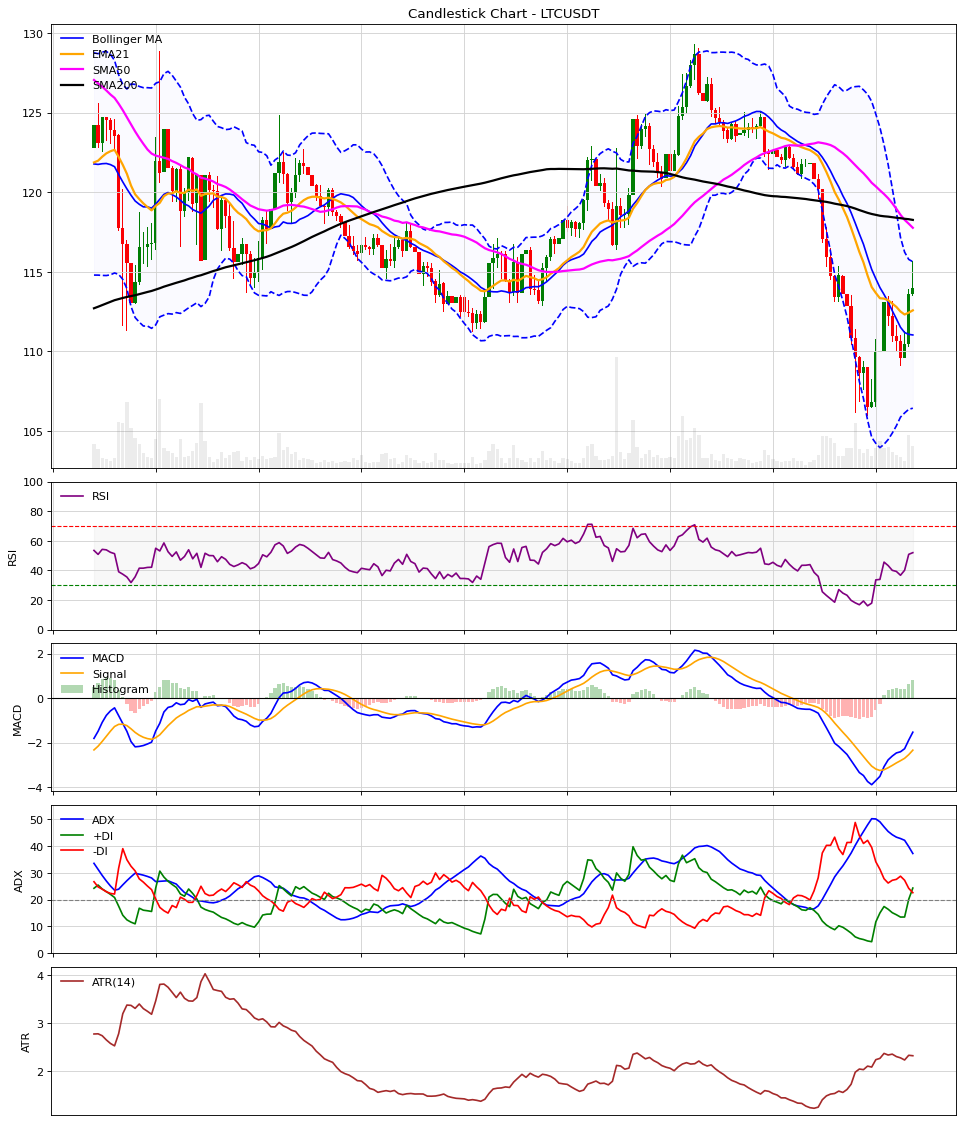 Candlestick Chart - LTCUSDT
130
125
120
115
110
105
Bollinger MA
EMA21
SMA50
SMA200
100
80
60
40
20
0
RSI
RSI
2
0
−2
−4
MACD
MACD
Signal
Histogram
50
40
30
20
10
0
ADX
ADX
+DI
-DI
4
3
2
ATR
ATR(14)